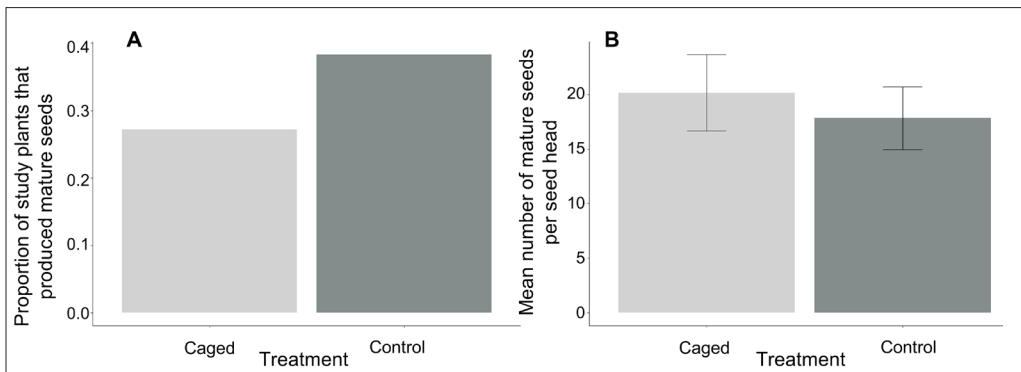 A
Proportion of study plants that
produced mature seeds
0.4
0.3
0.2
0.1
0.0
Caged
Control
Treatment
B
Mean number of mature seeds
per seed head
20
15
10
5
0
Caged
Control
Treatment